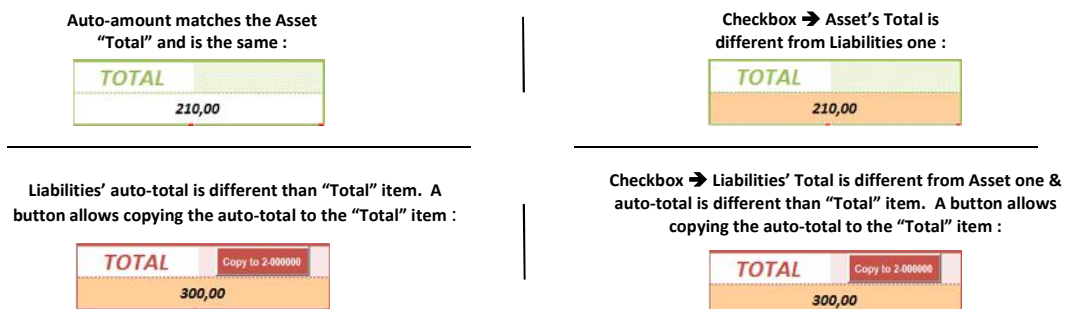 Auto-amount matches the Asset
“Total” and is the same :
TOTAL
210,00
Checkbox ➔ Asset’s Total is
different from Liabilities one :
TOTAL
210,00
Liabilities’ auto-total is different than “Total” item. A
button allows copying the auto-total to the “Total” item :
TOTAL
Copy to 2-000000
300,00
Checkbox ➔ Liabilities’ Total is different from Asset one &
auto-total is different than “Total” item. A button allows
copying the auto-total to the “Total” item :
TOTAL
Copy to 2-000000
300,00